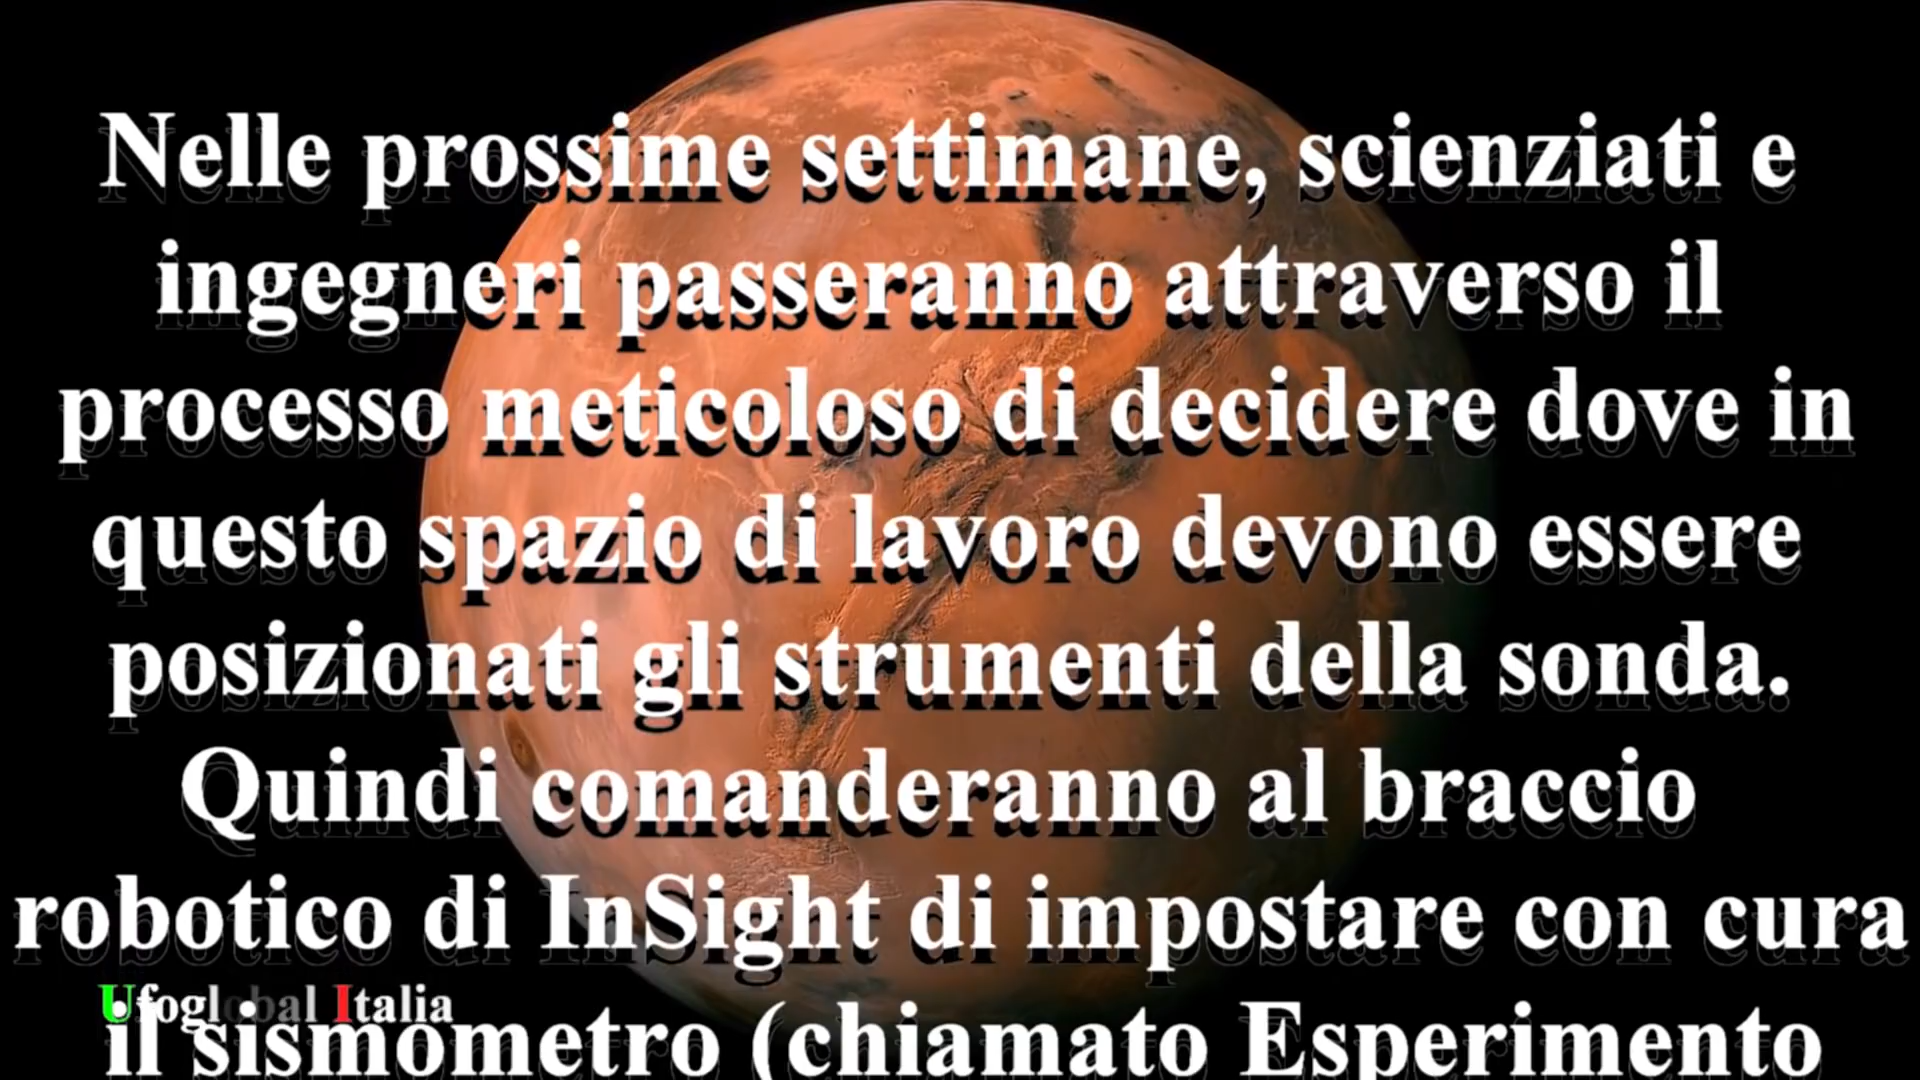 Nelle prossime settimane, scienziati e
ingegneri passeranno attraverso il
processo meticoloso di decidere dove in
questo spazio di lavoro devono essere
posizionati gli strumenti della sonda.
Quindi comanderanno al braccio
robotico di InSight di impostare con cura
Ufoglobal Italia
il sismometro (chiamato Esperimento